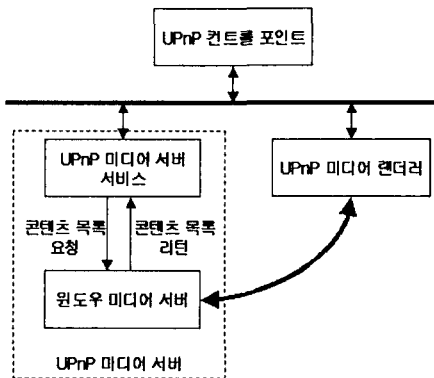 UPnP 컨트롤 포인트
UPnP 미디어 서버
서비스
UPnP 미디어 랜더러
콘텐츠 목록
요청
콘텐츠 목록
리턴
윈도우 미디어 서버
UPnP 미디어 서버